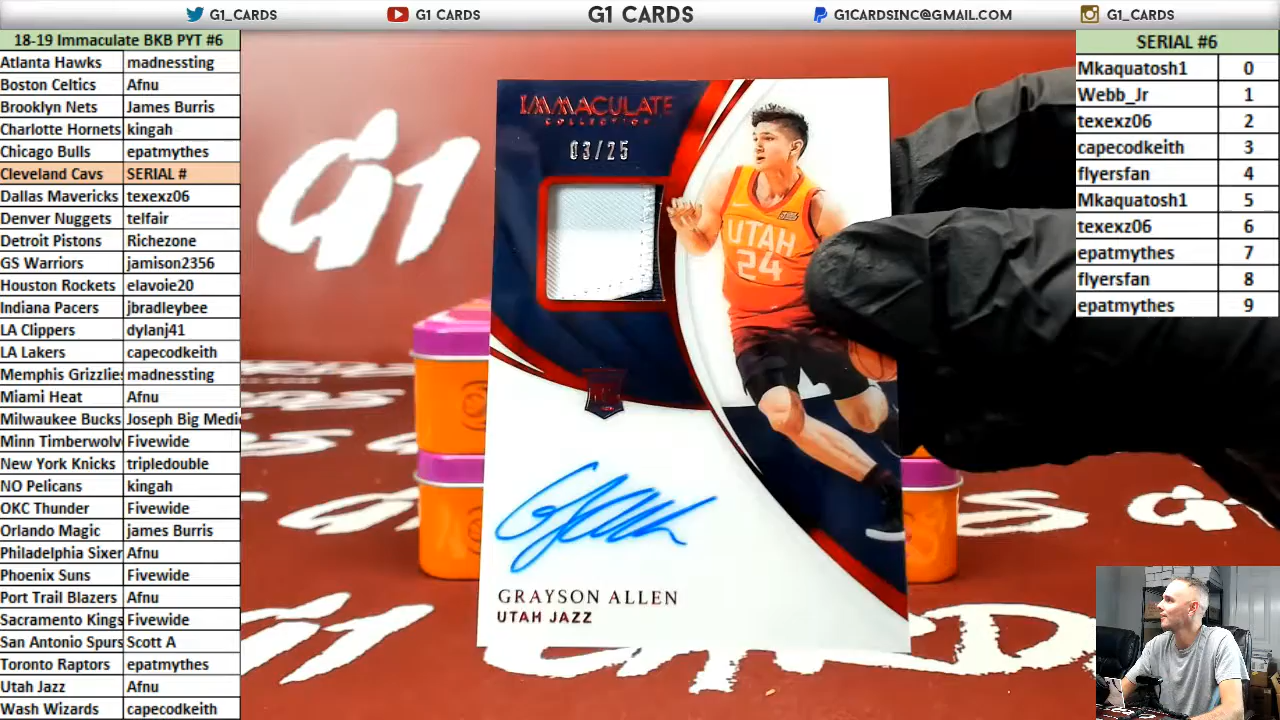 G1_CARDS
G1 CARDS
G1 CARDS
G1CARDSINC@GMAIL.COM
G1_CARDS
18-19 Immaculate BKB PYT #6
Atlanta Hawks madnessting
Boston Celtics Afnu
Brooklyn Nets James Burris
Charlotte Hornets kingah
Chicago Bulls epatmythes
Cleveland Cavs SERIAL #
Dallas Mavericks texexz06
Denver Nuggets telfair
Detroit Pistons Richezone
GS Warriors jamison2356
Houston Rockets elavoie20
Indiana Pacers jbradleybee
LA Clippers dylanj41
LA Lakers capecodkeith
Memphis Grizzlies madnessting
Miami Heat Afnu
Milwaukee Bucks Joseph Big Medi
Minn Timberwolv Fivewide
New York Knicks tripledouble
NO Pelicans kingah
OKC Thunder Fivewide
Orlando Magic james Burris
Philadelphia Sixer Afnu
Phoenix Suns Fivewide
Port Trail Blazers Afnu
Sacramento Kings Fivewide
San Antonio Spurs Scott A
Toronto Raptors epatmythes
Utah Jazz Afnu
Wash Wizards capecodkeith
IMMACULATE
COLLECTION
03/25
UTAH
24
GRAYSON ALLEN
UTAH JAZZ
G1
SERIAL #6
Mkaquatosh1 0
Webb_Jr 1
texexz06 2
capecodkeith 3
flyersfan 4
Mkaquatosh1 5
texexz06 6
epatmythes 7
flyersfan 8
epatmythes 9